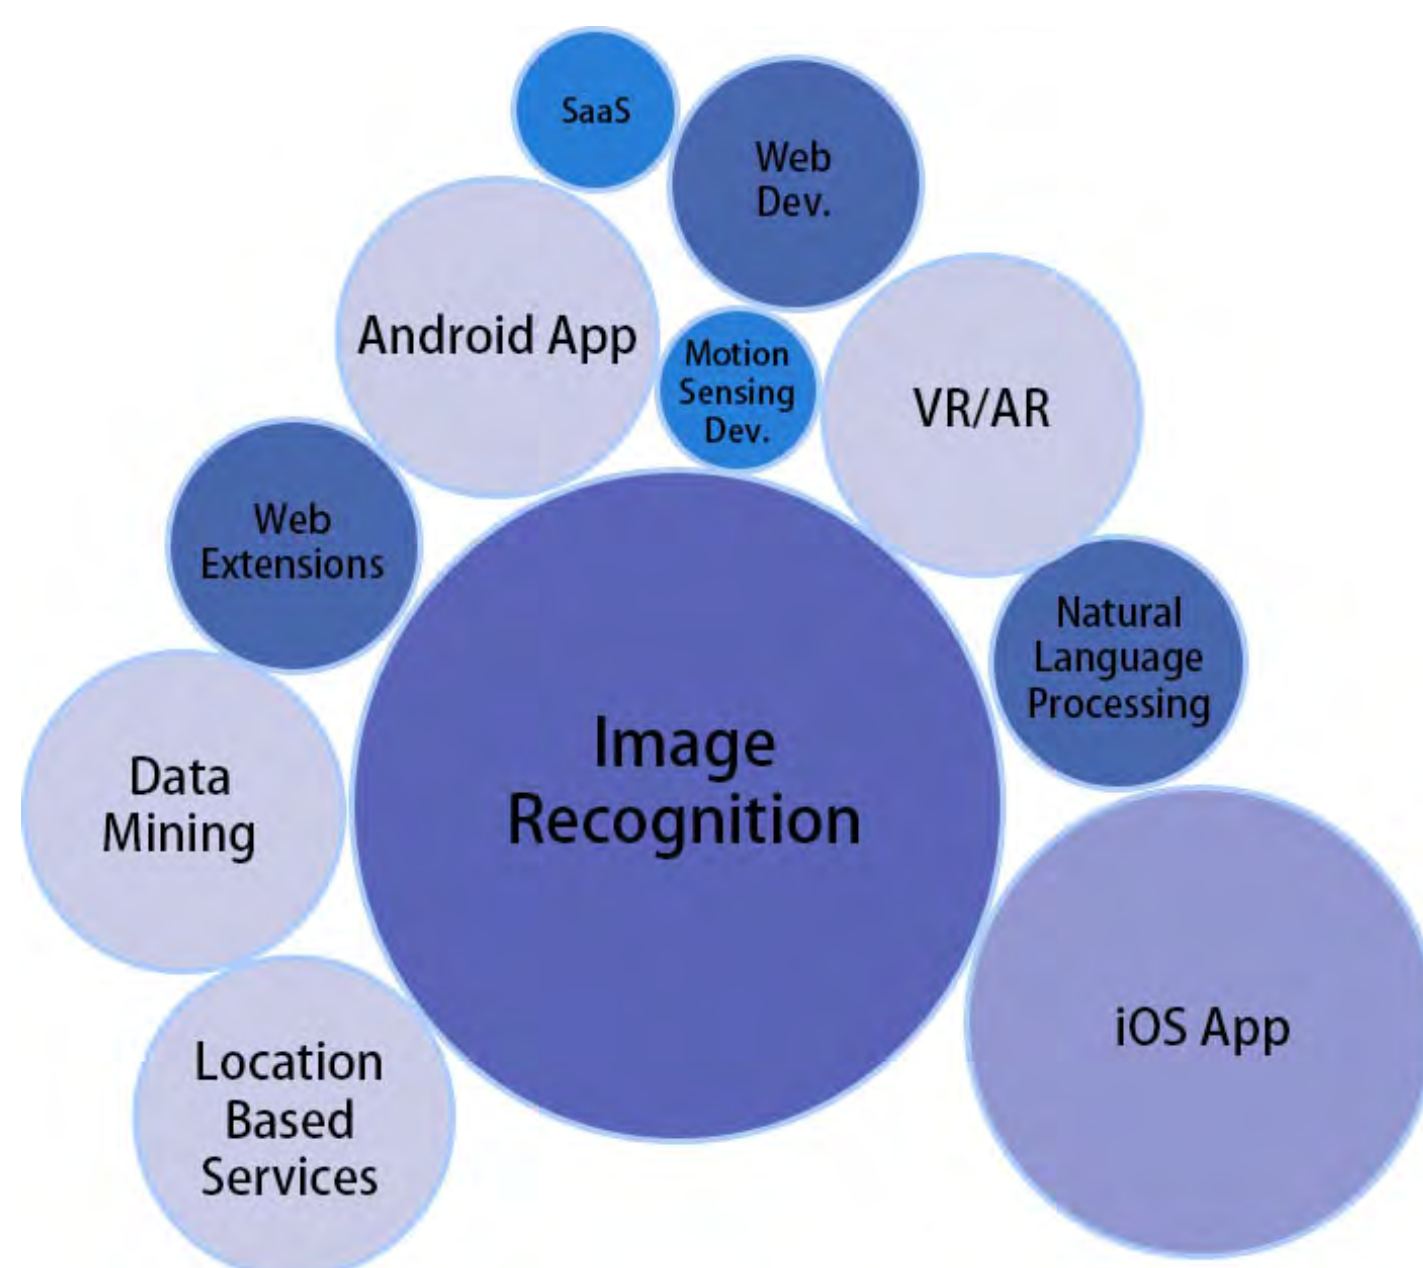 SaaS
Web
Dev.
Android App
Motion
Sensing
Dev.
VR/AR
Web
Extensions
Natural
Language
Processing
Image
Recognition
Data
Mining
iOS App
Location
Based
Services